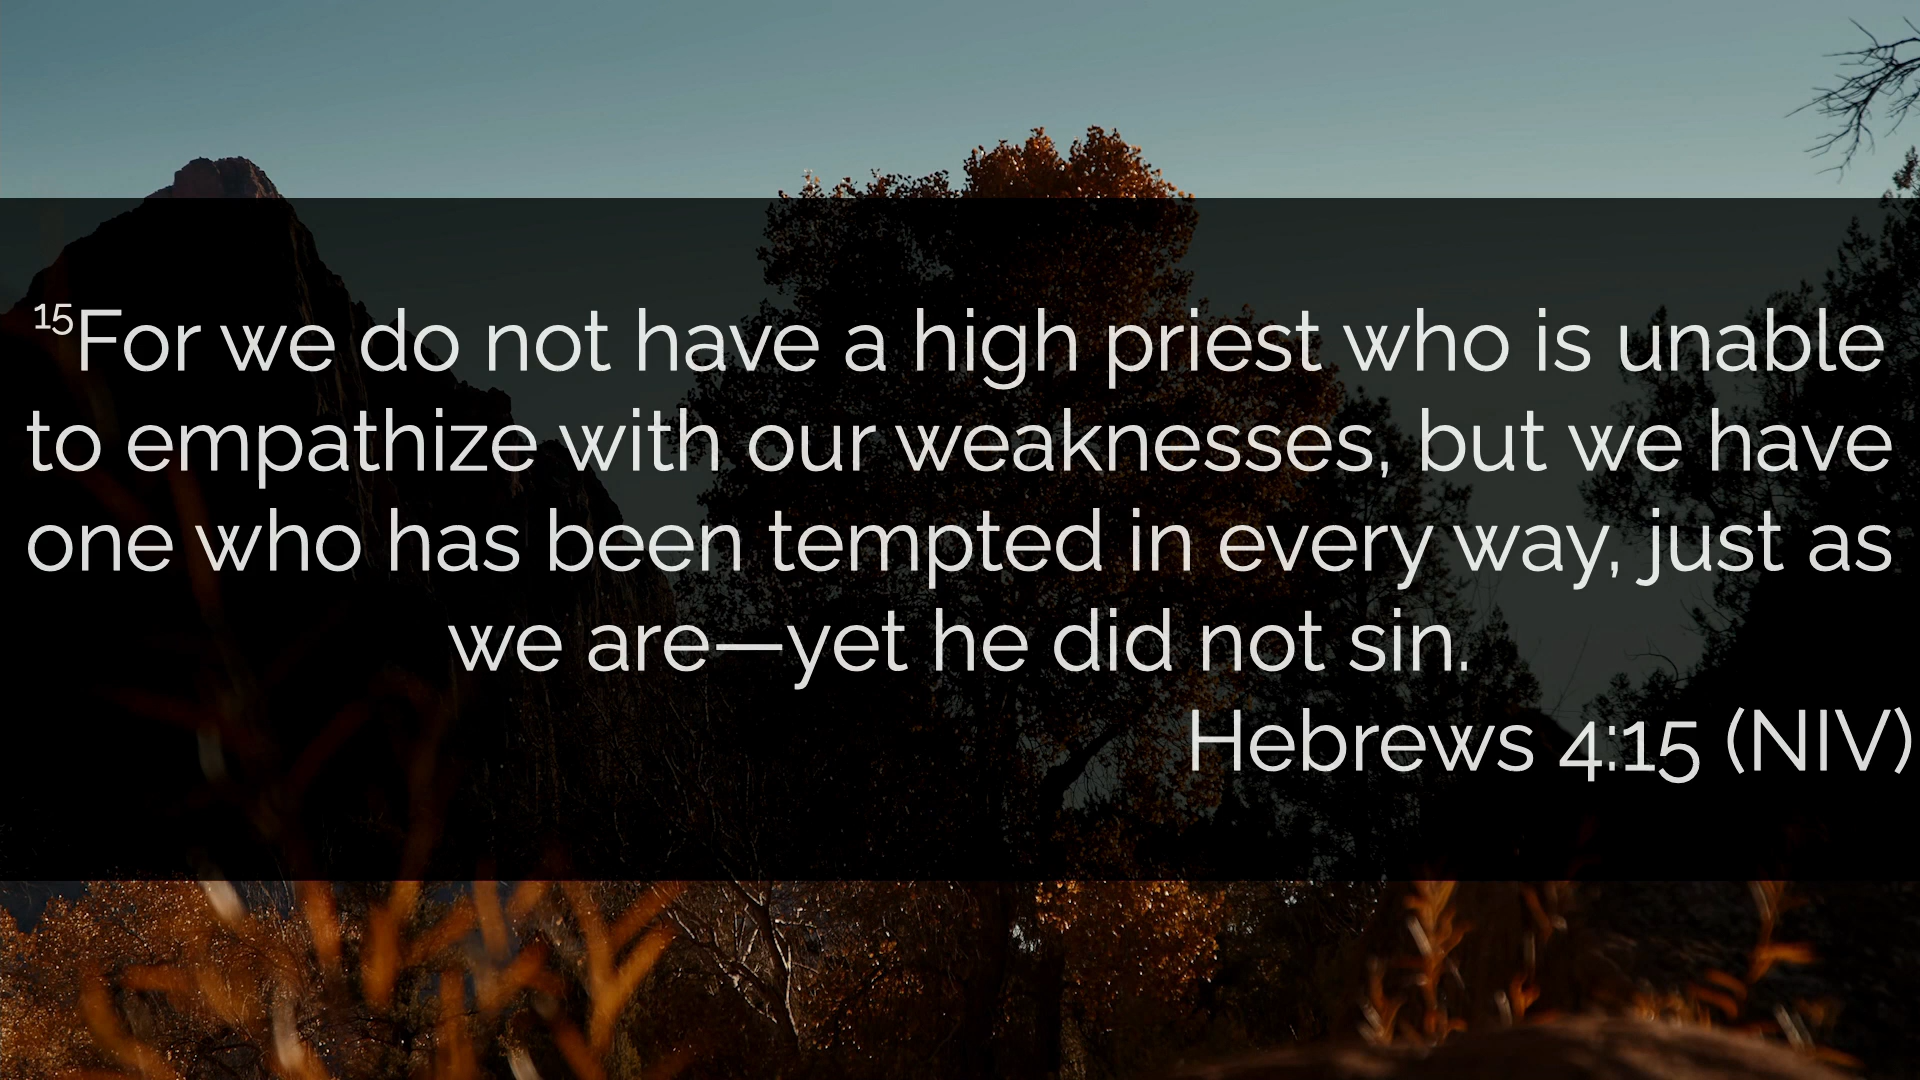 15For we do not have a high priest who is unable
to empathize with our weaknesses, but we have
one who has been tempted in every way, just as
we are—yet he did not sin.
Hebrews 4:15 (NIV)